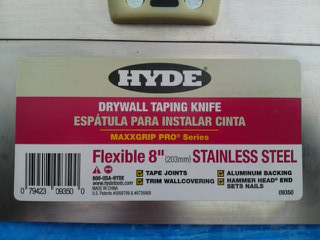 HYDE®
DRYWALL TAPING KNIFE
ESPÁTULA PARA INSTALAR CINTA
MAXXGRIP PRO® Series
Flexible 8" (203mm) STAINLESS STEEL
800-USA-HYDE
www.hydetools.com
MADE IN CHINA
TAPE JOINTS
TRIM WALLCOVERING
ALUMINUM BACKING
HAMMER HEAD END
SETS NAILS
0 79423 09350 0
09350